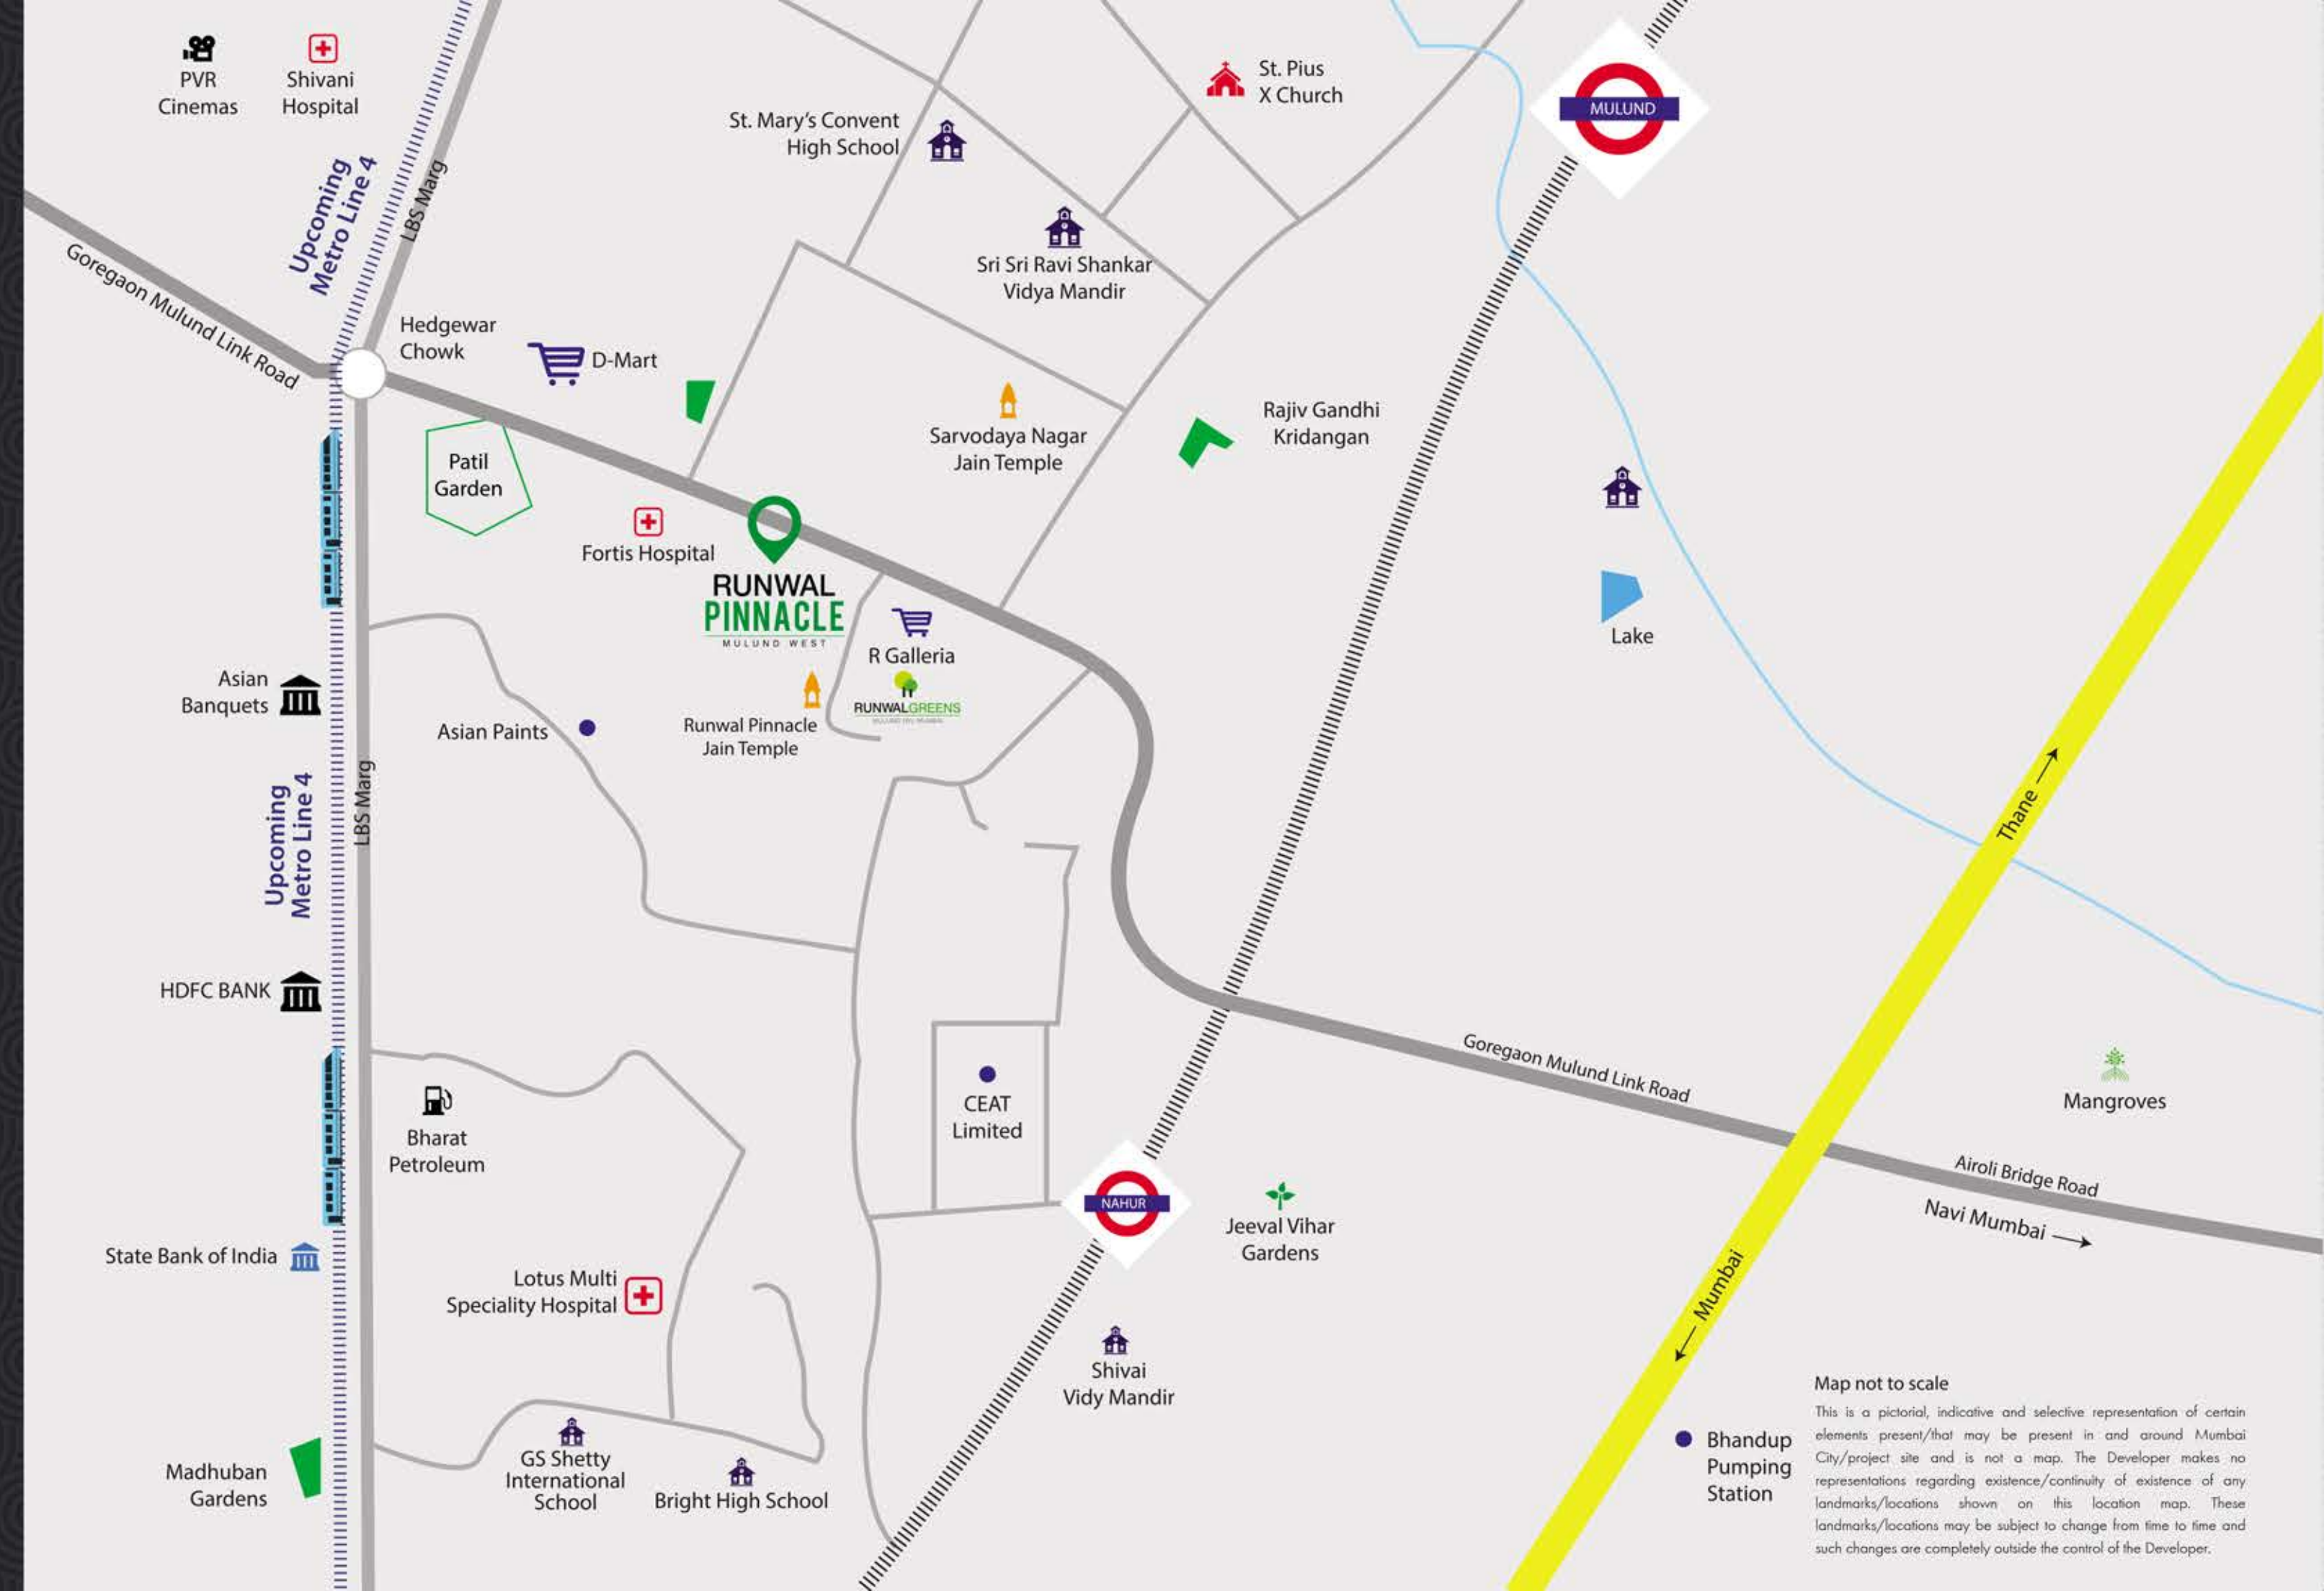 PVR
Cinemas
Shivani
Hospital
Upcoming
Metro Line 4
LBS Marg
Goregaon Mulund Link Road
St. Mary's Convent
High School
St. Pius
X Church
MULUND
Sri Sri Ravi Shankar
Vidya Mandir
Hedgewar
Chowk
D-Mart
Patil
Garden
Sarvodaya Nagar
Jain Temple
Rajiv Gandhi
Kridangan
Fortis Hospital
RUNWAL
PINNACLE
MULUND WEST
R Galleria
RUNWALGREENS
Lake
Asian
Banquets
Asian Paints
Runwal Pinnacle
Jain Temple
Upcoming
Metro Line 4
LBS Marg
Thane
HDFC BANK
Goregaon Mulund Link Road
Mangroves
CEAT
Limited
Bharat
Petroleum
Airoli Bridge Road
Navi Mumbai
NAHUR
Jeeval Vihar
Gardens
State Bank of India
Lotus Multi
Speciality Hospital
Mumbai
Shivai
Vidy Mandir
Madhuban
Gardens
GS Shetty
International
School
Bright High School
Bhandup
Pumping
Station
Map not to scale
This is a pictorial, indicative and selective representation of certain
elements present/that may be present in and around Mumbai
City/project site and is not a map. The Developer makes no
representations regarding existence/continuity of existence of any
landmarks/locations shown on this location map. These
landmarks/locations may be subject to change from time to time and
such changes are completely outside the control of the Developer.